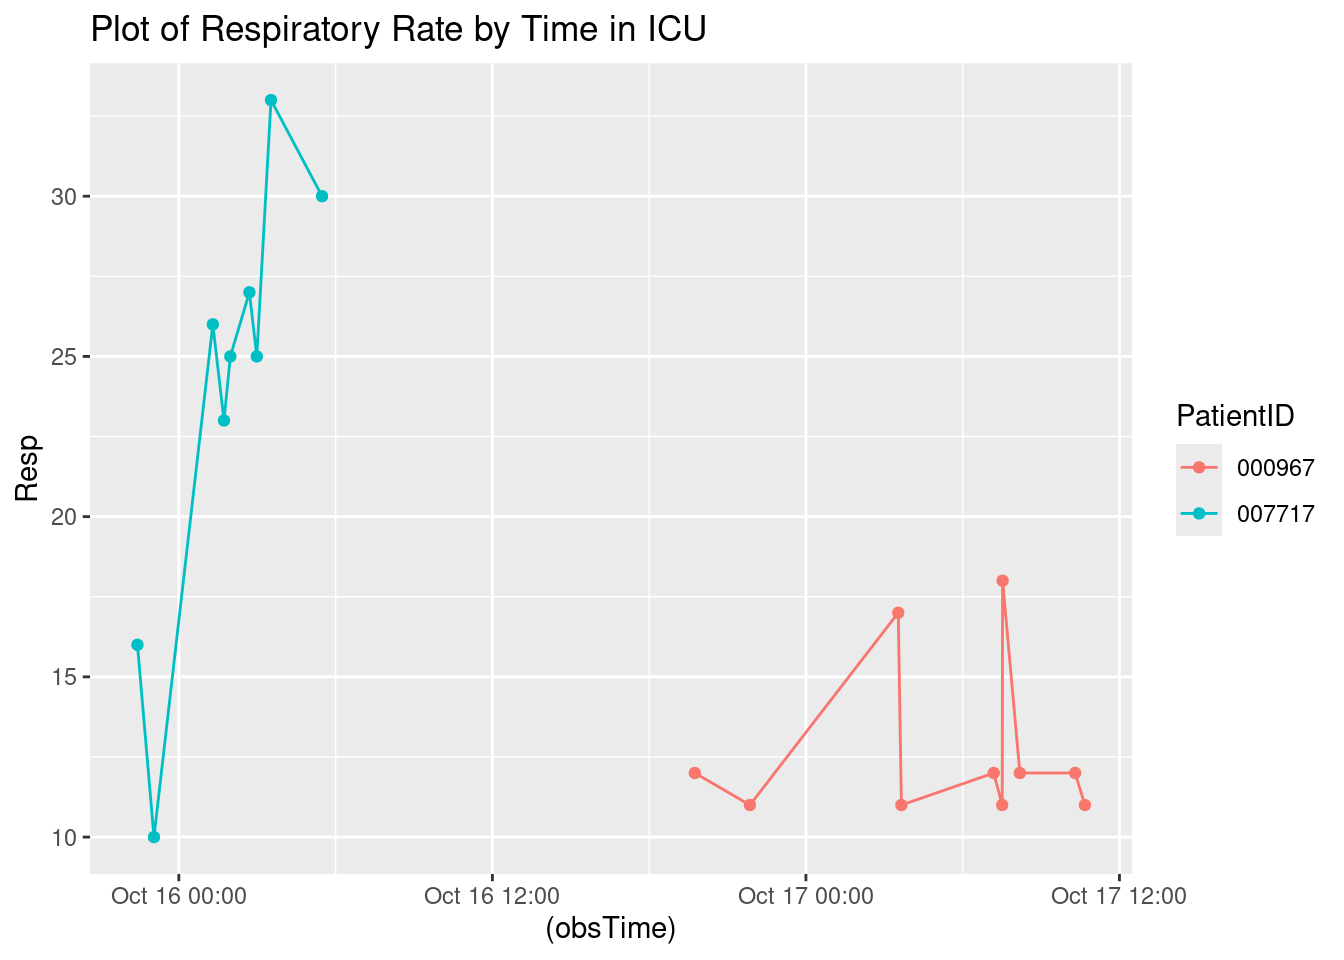 Plot of Respiratory Rate by Time in ICU
30
25
20
15
10
Resp
Oct 16 00:00
Oct 16 12:00
Oct 17 00:00
Oct 17 12:00
(obsTime)
PatientID
000967
007717